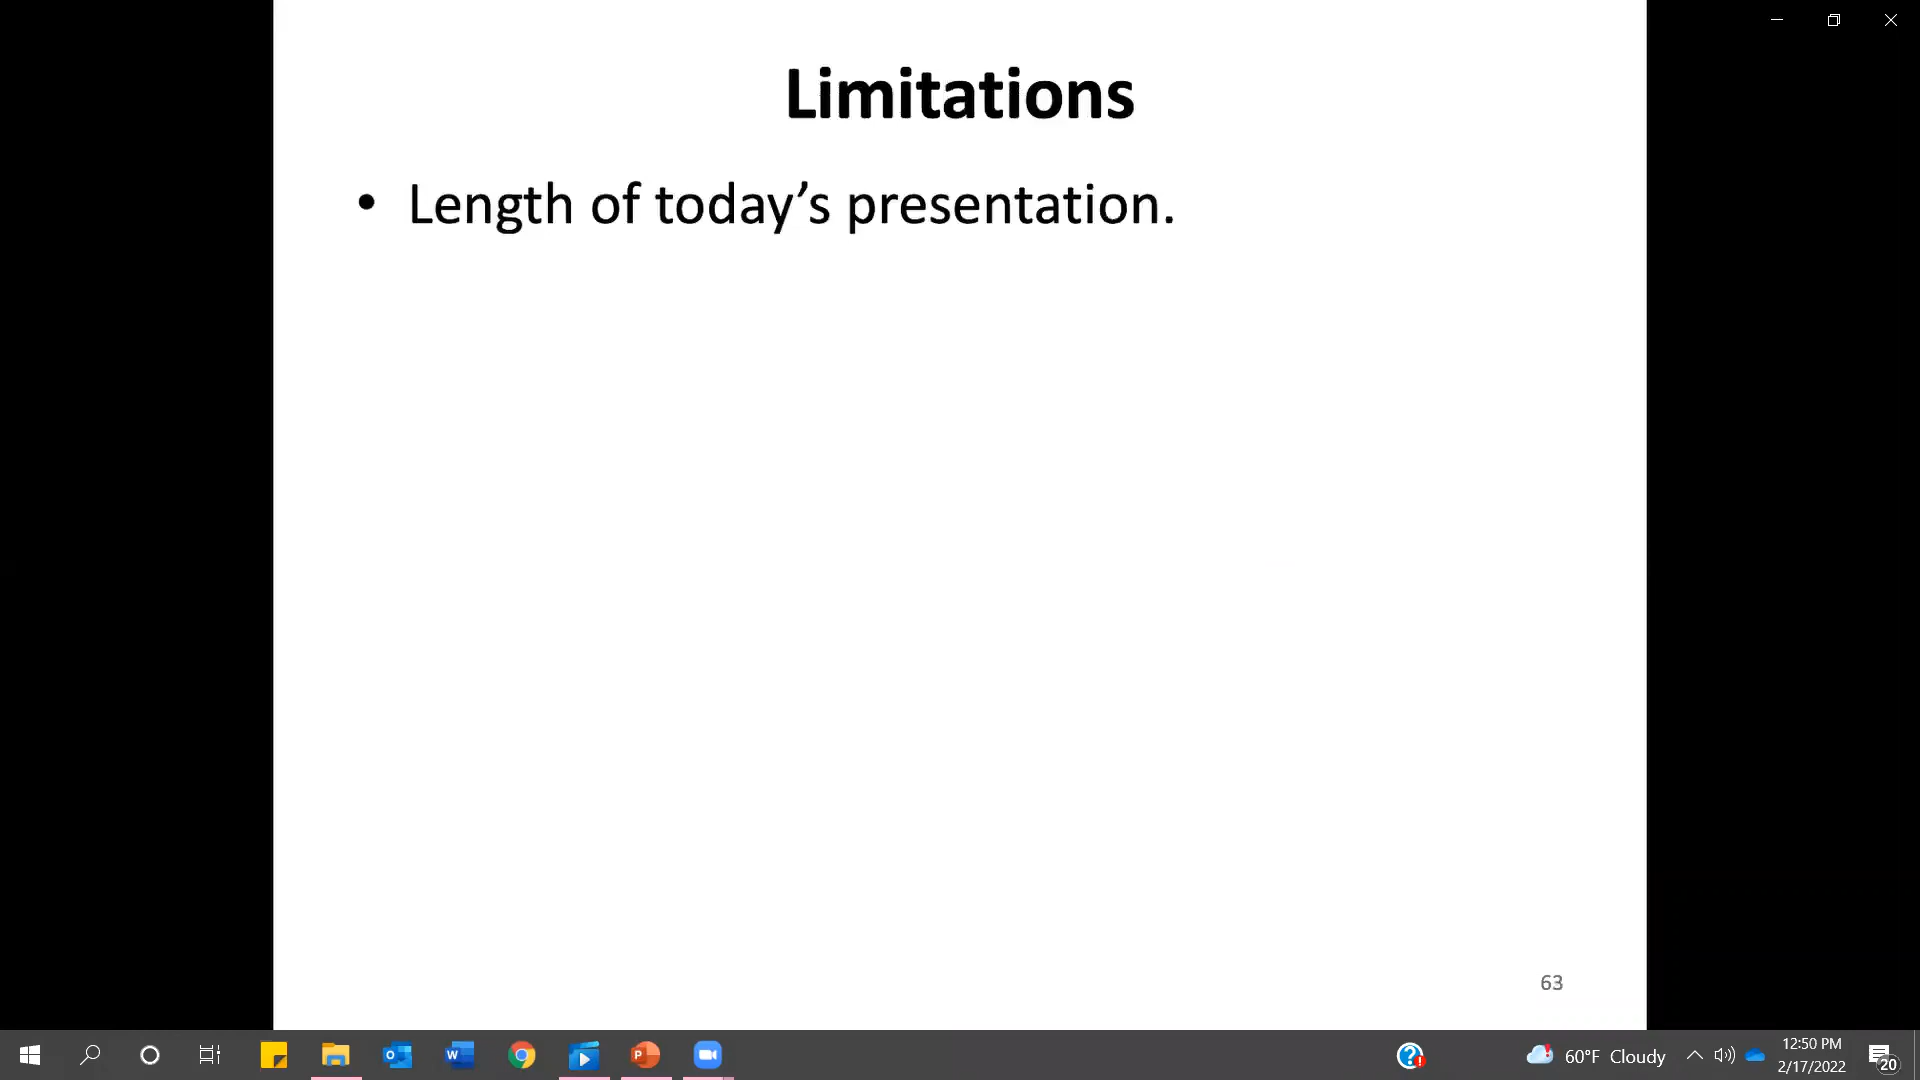 Limitations
• Length of today’s presentation.
63
60°F Cloudy
12:50 PM
2/17/2022
20